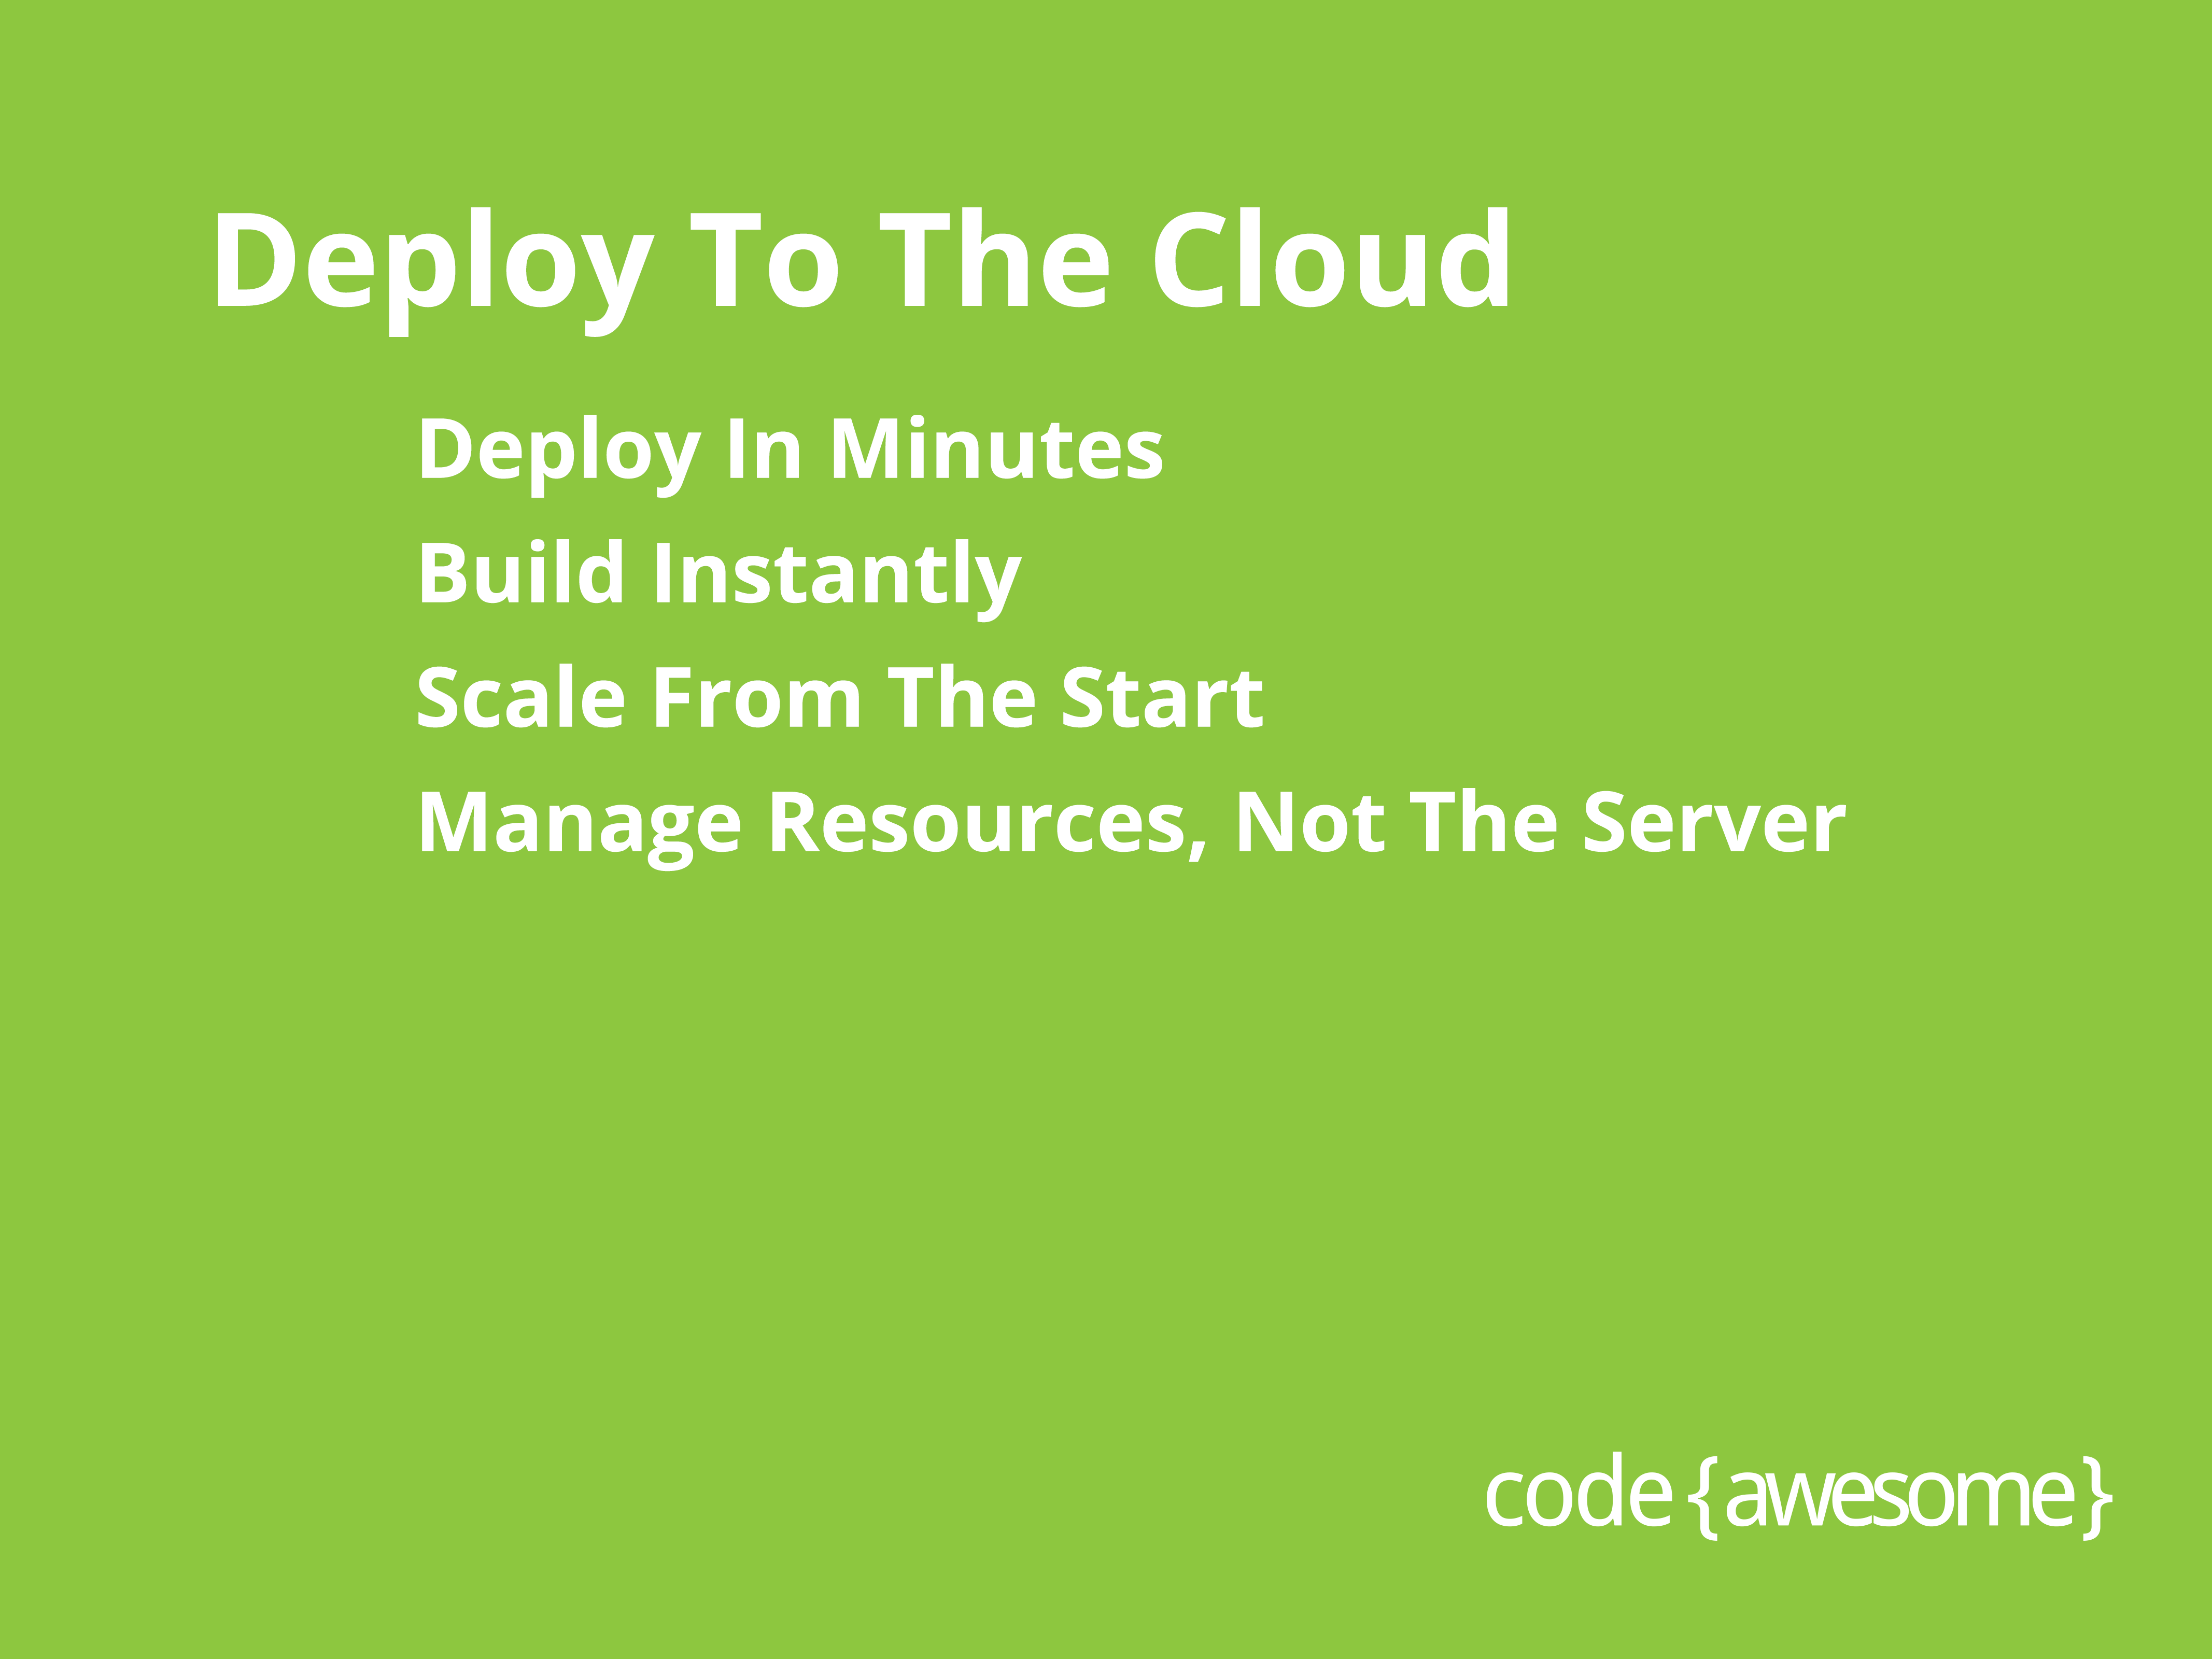 Deploy To The Cloud
Deploy In Minutes
Build Instantly
Scale From The Start
Manage Resources, Not The Server
code {awesome}